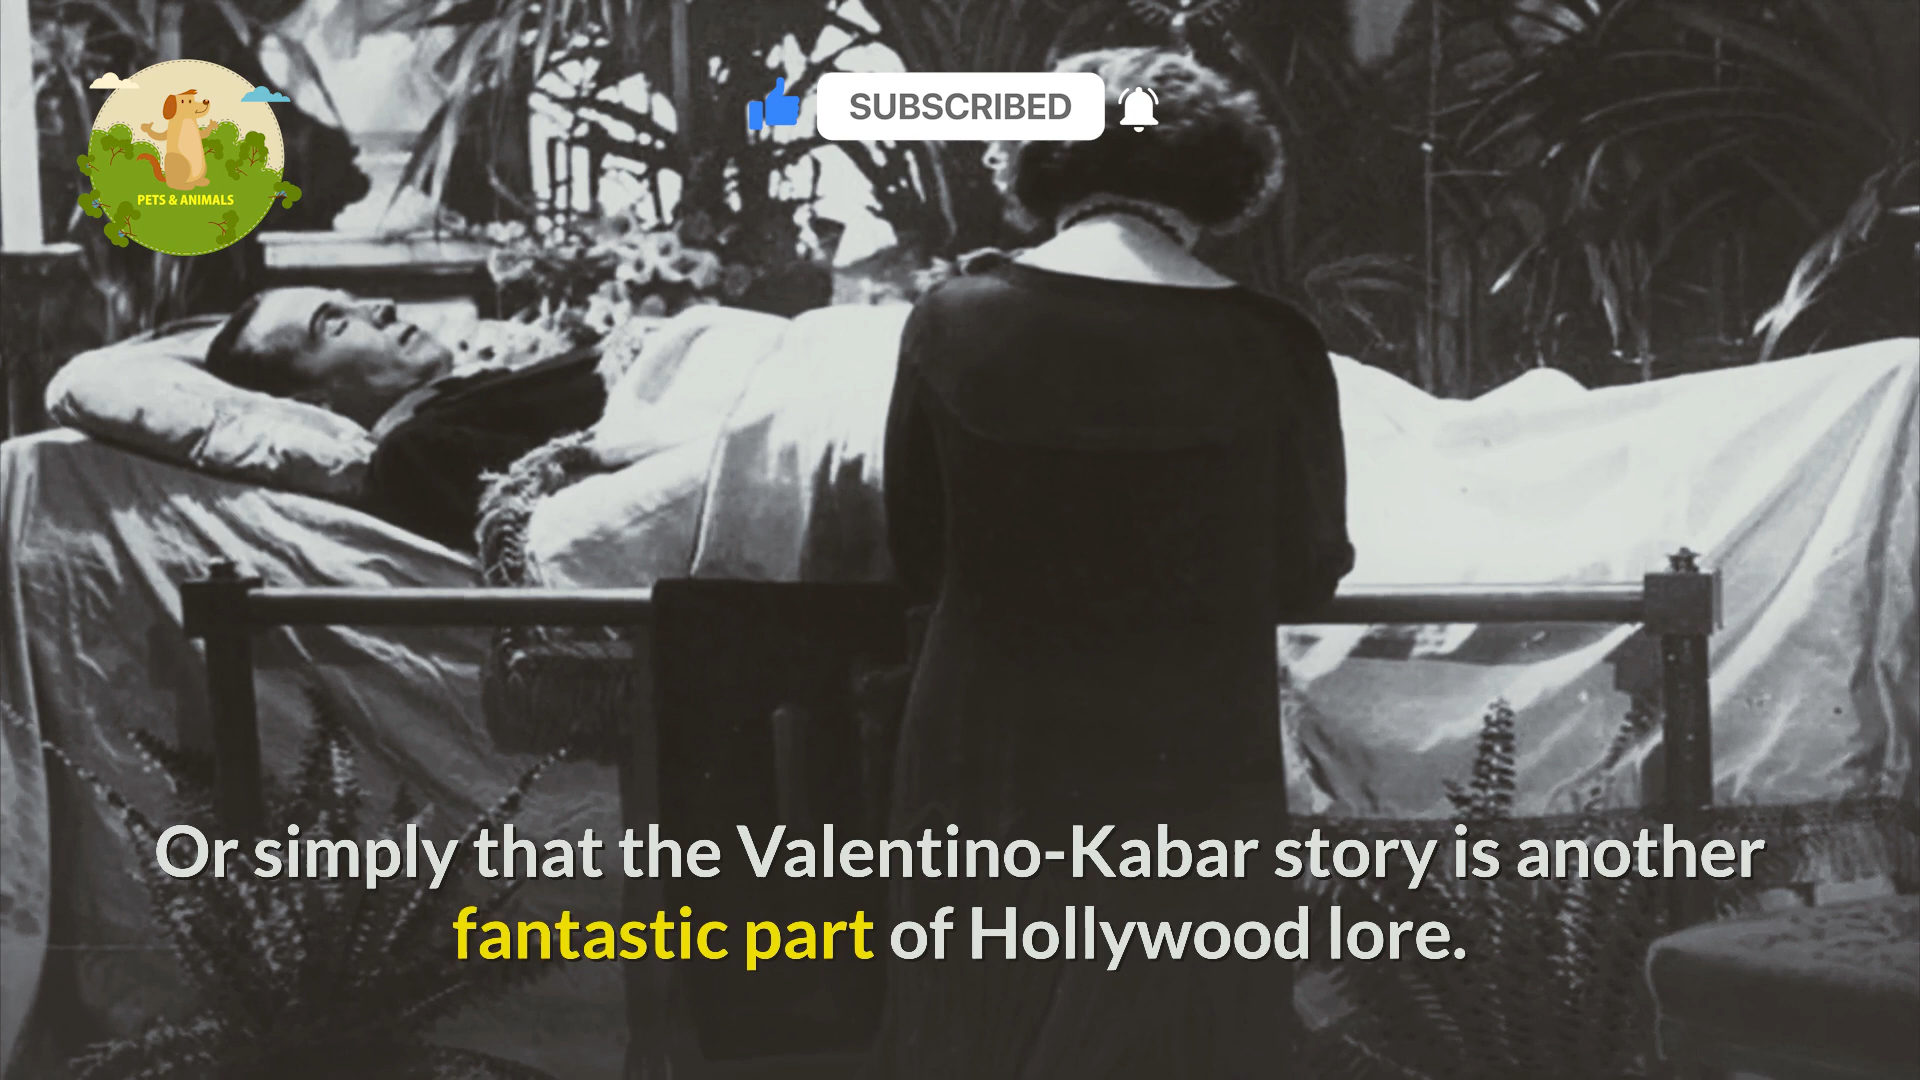 SUBSCRIBED
PETS & ANIMALS
Or simply that the Valentino-Kabar story is another
fantastic part of Hollywood lore.